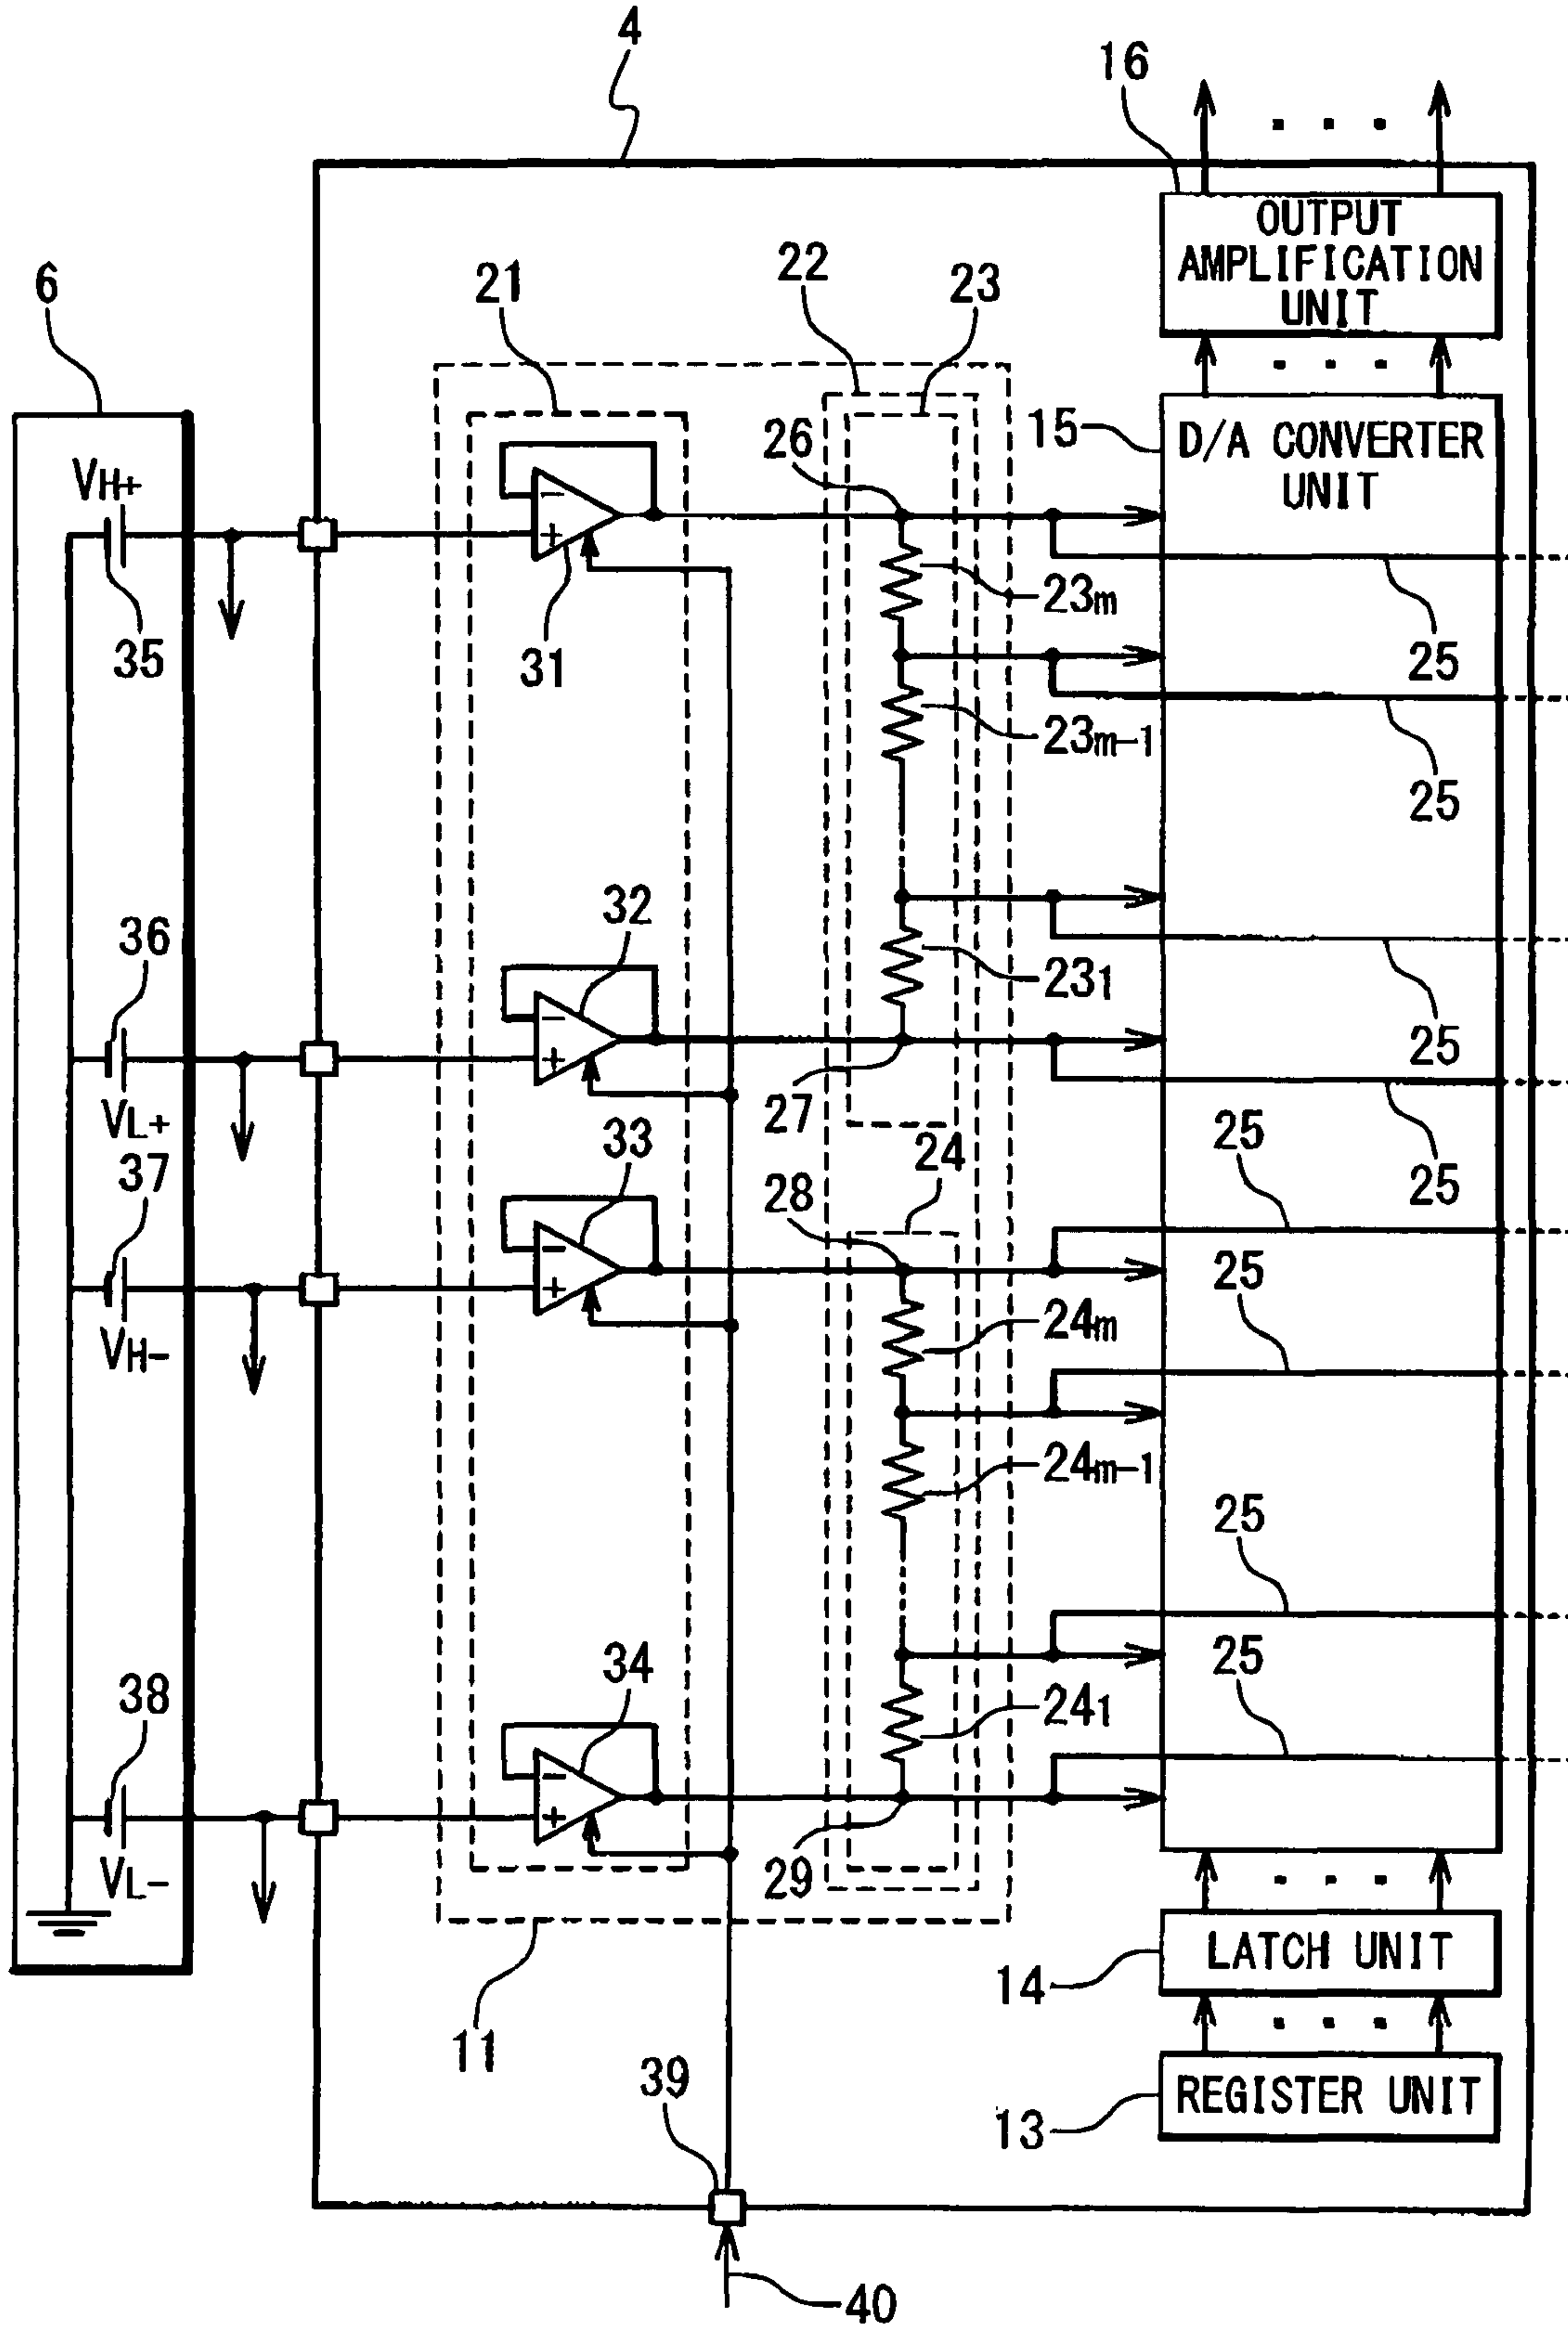 4
16
OUTPUT
AMPLIFICATION
UNIT
6
21
22
23
15
D/A CONVERTER
UNIT
26
VH+
35
31
23m
25
23m-1
25
36
32
231
25
VL+
27
25
37
33
24
25
28
25
VH-
24m
24m-1
25
38
34
25
241
VL-
29
11
14
LATCH UNIT
39
13
REGISTER UNIT
40